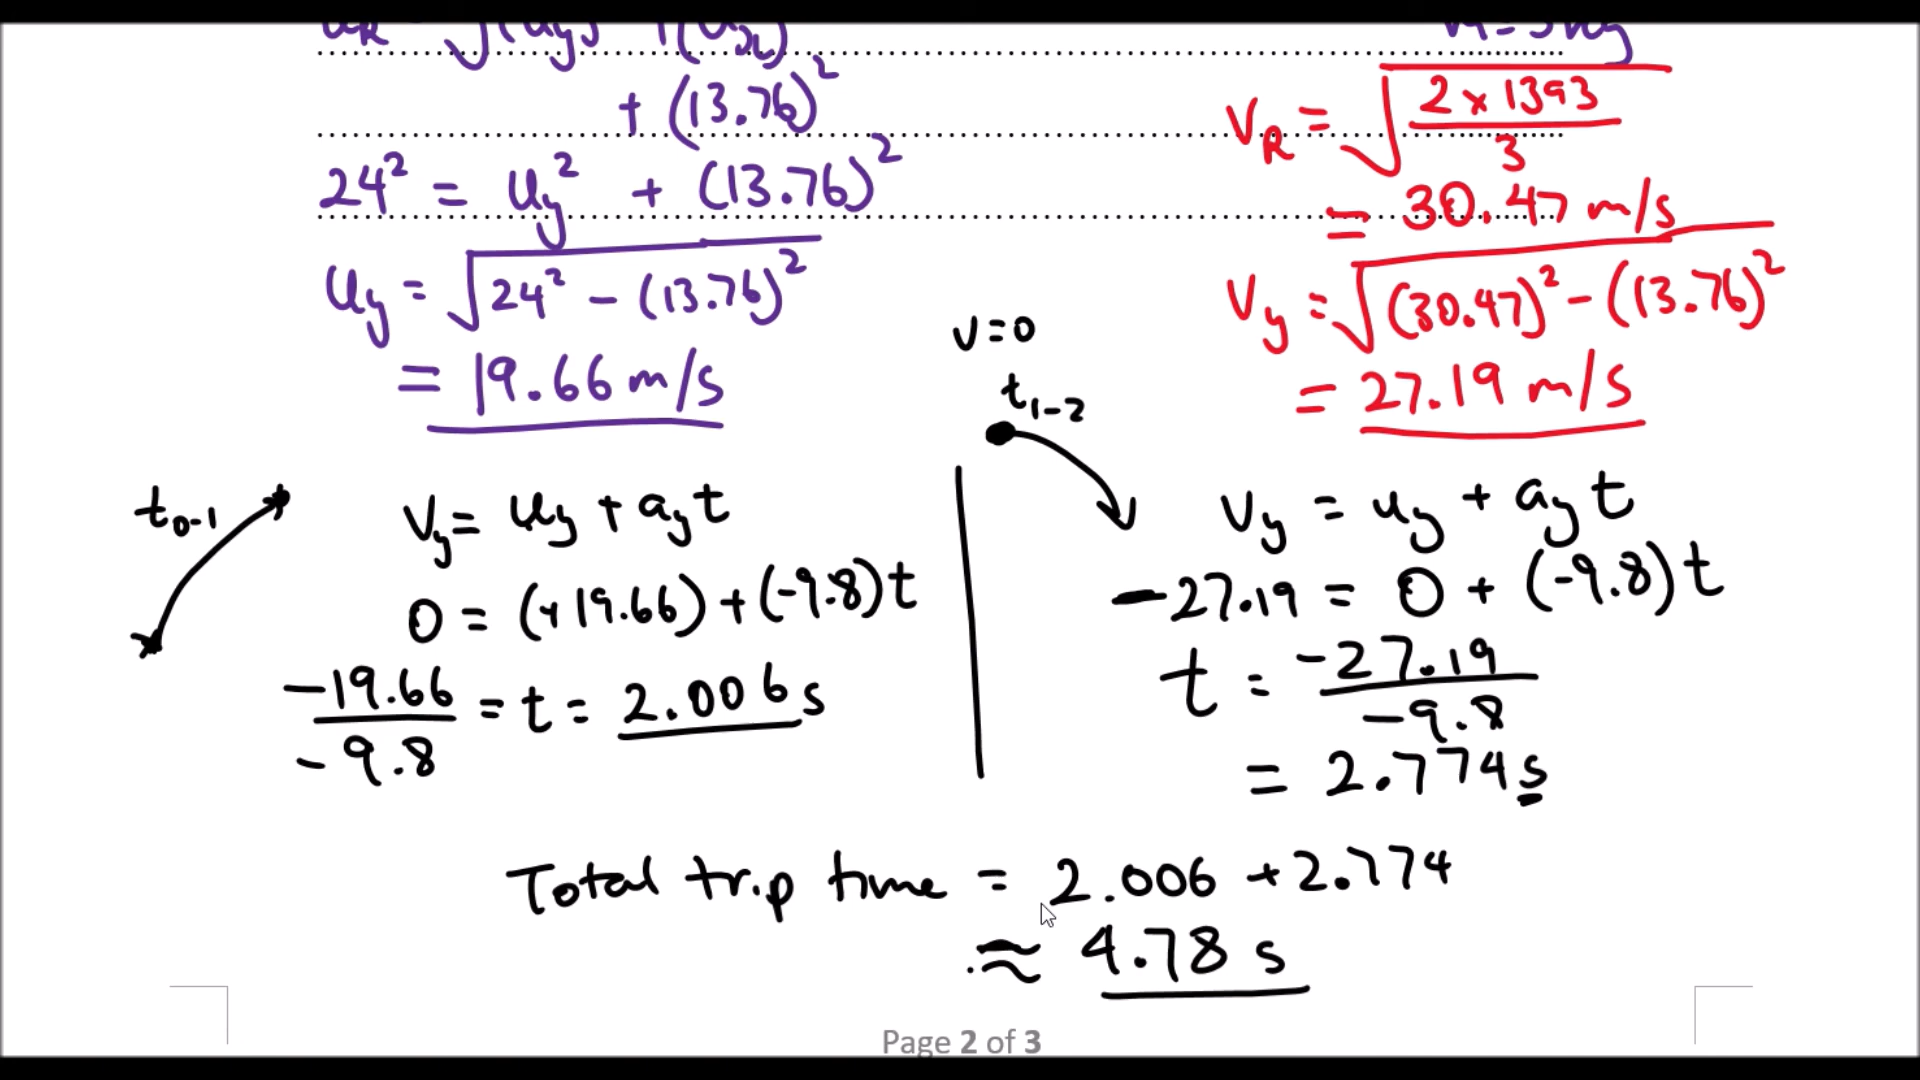 + (13.76)²
24² = uy² + (13.76)²
uy = √24² - (13.76)²
= 19.66 m/s
VR = √2 × 1393 / 3
= 30.47 m/s
Vy = √(30.47)² - (13.76)²
= 27.19 m/s
t0-1
Vy = uy + ayt
0 = (+19.66) + (-9.8)t
-19.66 / -9.8 = t = 2.006 s
v = 0
t1-2
Vy = uy + ay t
-27.19 = 0 + (-9.8)t
t = -27.19 / -9.8
= 2.774 s
Total trip time = 2.006 + 2.774
≈ 4.78 s
Page 2 of 3